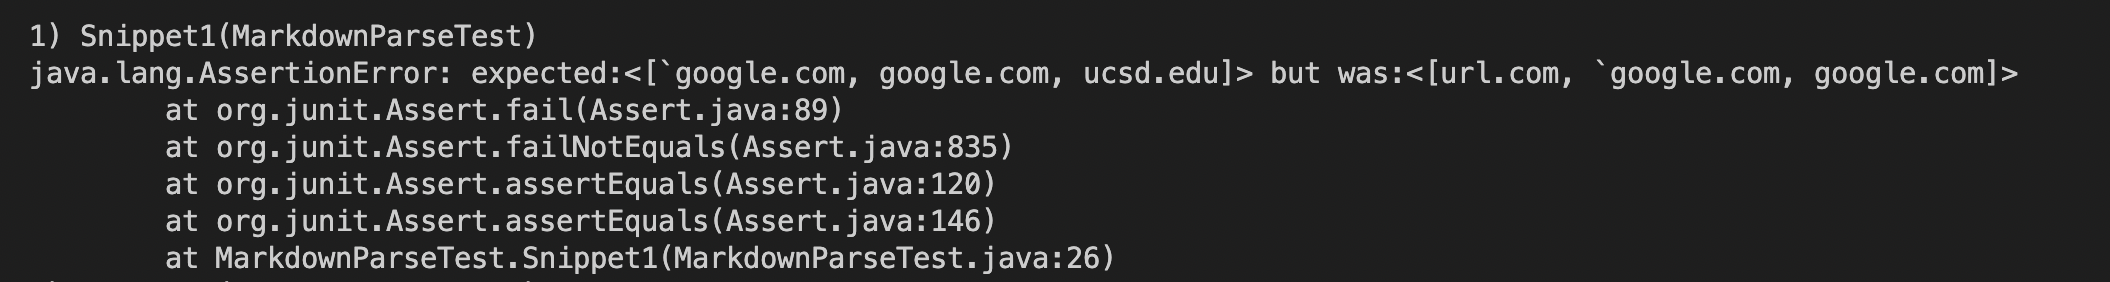 1) Snippet1(MarkdownParseTest)
java.lang.AssertionError: expected:<[`google.com, google.com, ucsd.edu]> but was:<[url.com, `google.com, google.com]>
        at org.junit.Assert.fail(Assert.java:89)
        at org.junit.Assert.failNotEquals(Assert.java:835)
        at org.junit.Assert.assertEquals(Assert.java:120)
        at org.junit.Assert.assertEquals(Assert.java:146)
        at MarkdownParseTest.Snippet1(MarkdownParseTest.java:26)